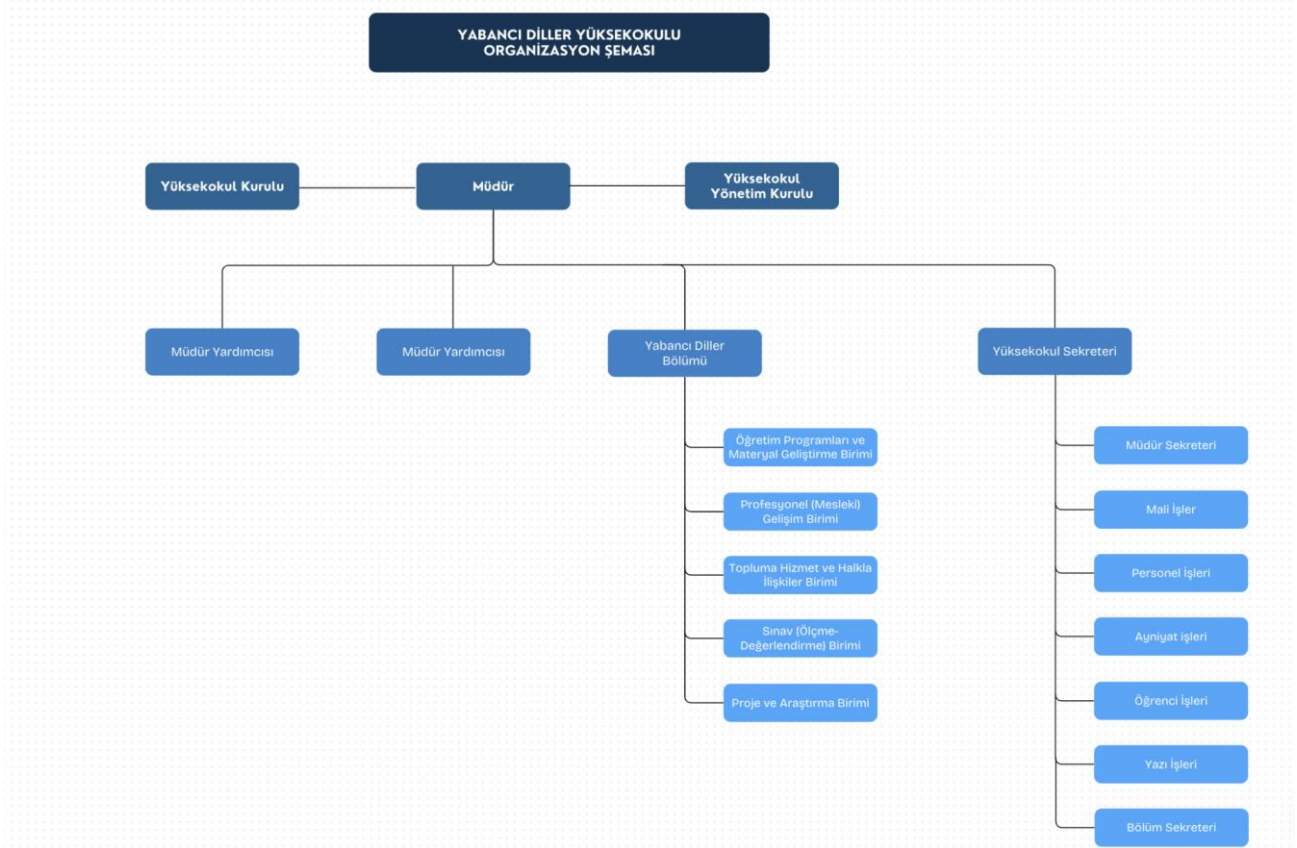 YABANCI DİLLER YÜKSEKOKULU
ORGANİZASYON ŞEMASI
Yüksekokul Kurulu
Müdür
Yüksekokul
Yönetim Kurulu
Müdür Yardımcısı
Müdür Yardımcısı
Yabancı Diller
Bölümü
Yüksekokul Sekreteri
Öğretim Programları ve
Materyal Geliştirme Birimi
Profesyonel (Mesleki)
Gelişim Birimi
Topluma Hizmet ve Halkla
İlişkiler Birimi
Sınav (Ölçme-
Değerlendirme) Birimi
Proje ve Araştırma Birimi
Müdür Sekreteri
Mali İşler
Personel İşleri
Ayniyat işleri
Öğrenci İşleri
Yazı İşleri
Bölüm Sekreteri